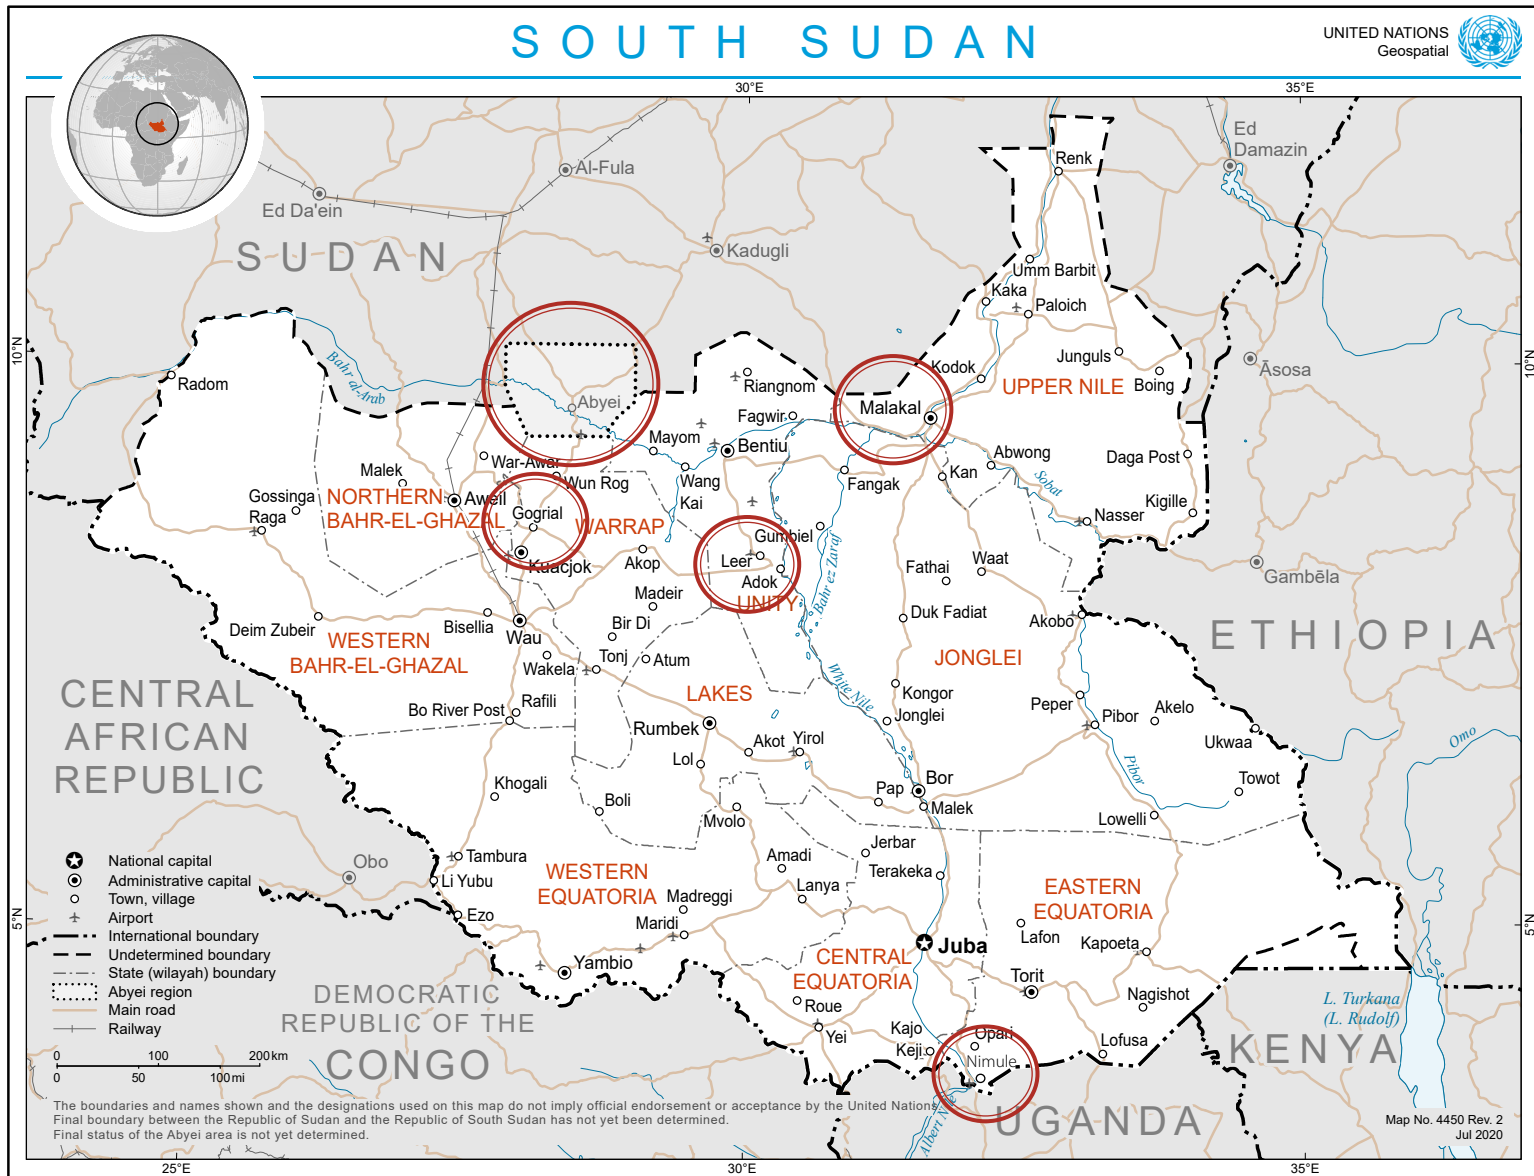 SOUTH SUDAN
UNITED NATIONS
Geospatial
30°E
35°E
Ed
Damazin
Renk
Al-Fula
Ed Da'ein
SUDAN
Kadugli
Umm Barbit
Kaka
Paloich
10°N
10°N
Bahr al-Arab
Radom
Junguls
Kodok
Boing
Āsosa
UPPER NILE
Riangnom
Abyei
Malakal
Fagwir
Mayom
Bentiu
Abwong
Daga Post
War-Awar
Malek
Wun Rog
Wang
Kai
Fangak
Kan
Sobat
Kigille
Gossinga
NORTHERN
BAHR-EL-GHAZAL
Aweil
Raga
Gogrial
WARRAP
Nasser
Gumbiel
Kuacjok
Akop
Leer
Adok
UNITY
Bahr ez Zaraf
Fathai
Waat
Gambēla
Madeir
Duk Fadiat
Akobo
Deim Zubeir
Bisellia
Wau
Bir Di
ETHIOPIA
WESTERN
BAHR-EL-GHAZAL
Wakela
Tonj
Atum
JONGLEI
CENTRAL
AFRICAN
REPUBLIC
White Nile
LAKES
Kongor
Bo River Post
Rafili
Jonglei
Peper
Pibor
Akelo
Rumbek
Akot
Yirol
Ukwaa
Omo
Lol
Pibor
Khogali
Bor
Towot
Boli
Pap
Malek
Mvolo
Lowelli
Jerbar
Tambura
Obo
Amadi
Terakeka
WESTERN
EQUATORIA
Li Yubu
Lanya
EASTERN
EQUATORIA
Madreggi
Ezo
Maridi
Lafon
5°N
5°N
Juba
Kapoeta
Yambio
CENTRAL
EQUATORIA
Torit
DEMOCRATIC
REPUBLIC OF THE
CONGO
Roue
Nagishot
L. Turkana
(L. Rudolf)
Yei
Kajo
Keji
Opari
Nimule
Lofusa
KENYA
Albert Nile
UGANDA
National capital
Administrative capital
Town, village
Airport
International boundary
Undetermined boundary
State (wilayah) boundary
Abyei region
Main road
Railway
0 100 200 km
0 50 100 mi
The boundaries and names shown and the designations used on this map do not imply official endorsement or acceptance by the United Nations
Final boundary between the Republic of Sudan and the Republic of South Sudan has not yet been determined.
Final status of the Abyei area is not yet determined.
Map No. 4450 Rev. 2
Jul 2020
25°E
30°E
35°E